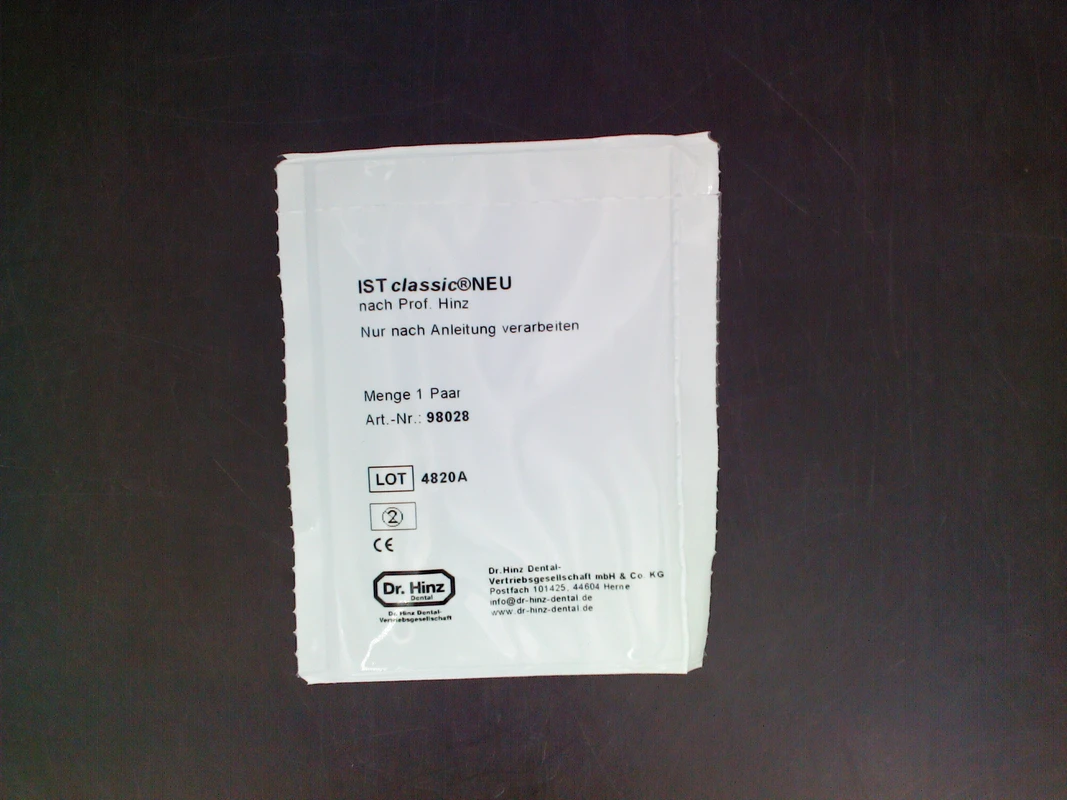 IST classic®NEU
nach Prof. Hinz
Nur nach Anleitung verarbeiten
Menge 1 Paar
Art.-Nr.: 98028
LOT 4820A
2
CE
Dr. Hinz
Dental
Dr. Hinz Dental-
Vertriebsgesellschaft
Dr. Hinz Dental-
Vertriebsgesellschaft mbH & Co. KG
Postfach 101425, 44604 Herne
info@dr-hinz-dental.de
www.dr-hinz-dental.de